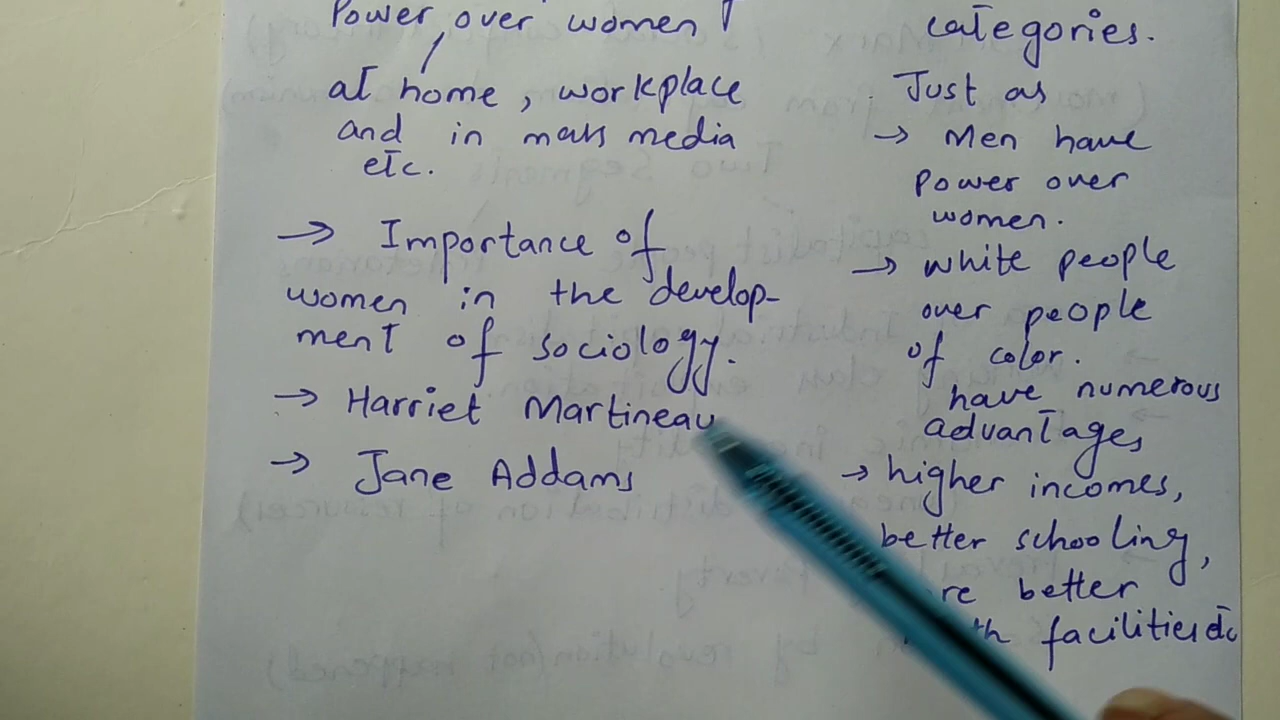 Power over women
at home, workplace
and in mass media
etc.
→ Importance of
women in the develop-
ment of sociology.
→ Harriet Martineau
→ Jane Addams
categories.
Just as
→ Men have
power over
women.
→ white people
over people
of color.
have numerous
advantages
→ higher incomes,
better schooling,
better
facilities etc